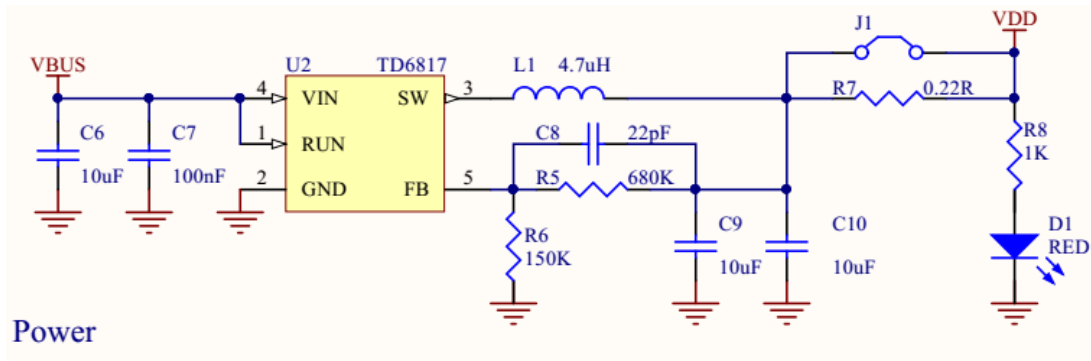 J1
VDD
VBUS
U2
TD6817
L1
4.7uH
4
VIN
SW
3
R7
0.22R
C6
C7
1
RUN
C8
22pF
R8
1K
10uF
100nF
2
GND
FB
5
R5
680K
R6
150K
C9
10uF
C10
10uF
D1
RED
Power